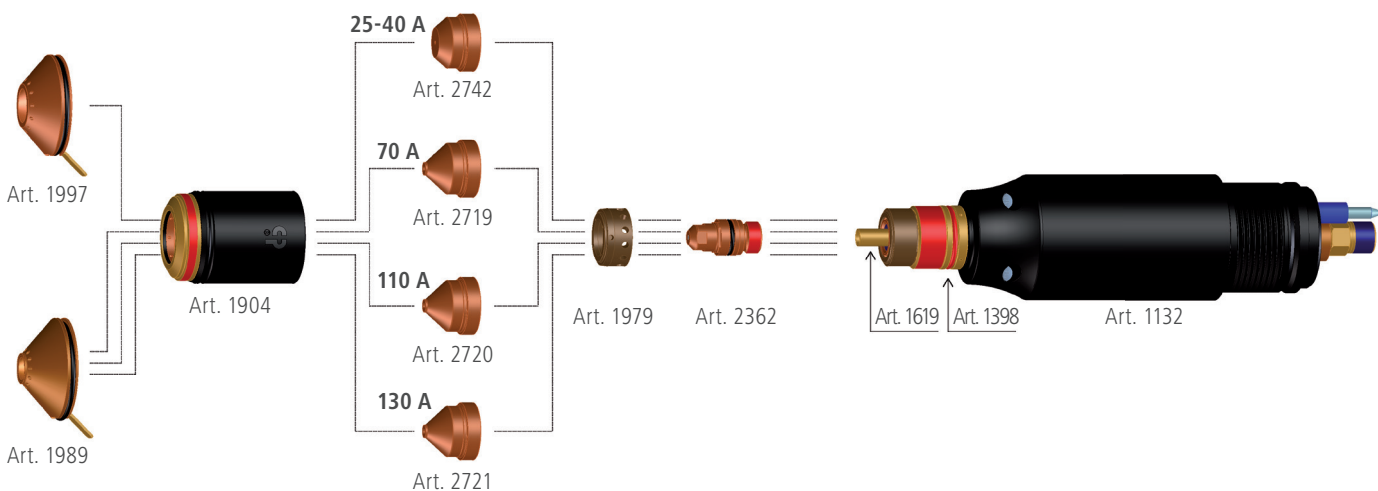 25-40 A
Art. 2742
Art. 1997
70 A
Art. 2719
Art. 1904
110 A
Art. 2720
Art. 1979
Art. 2362
Art. 1619
Art. 1398
Art. 1132
Art. 1989
130 A
Art. 2721